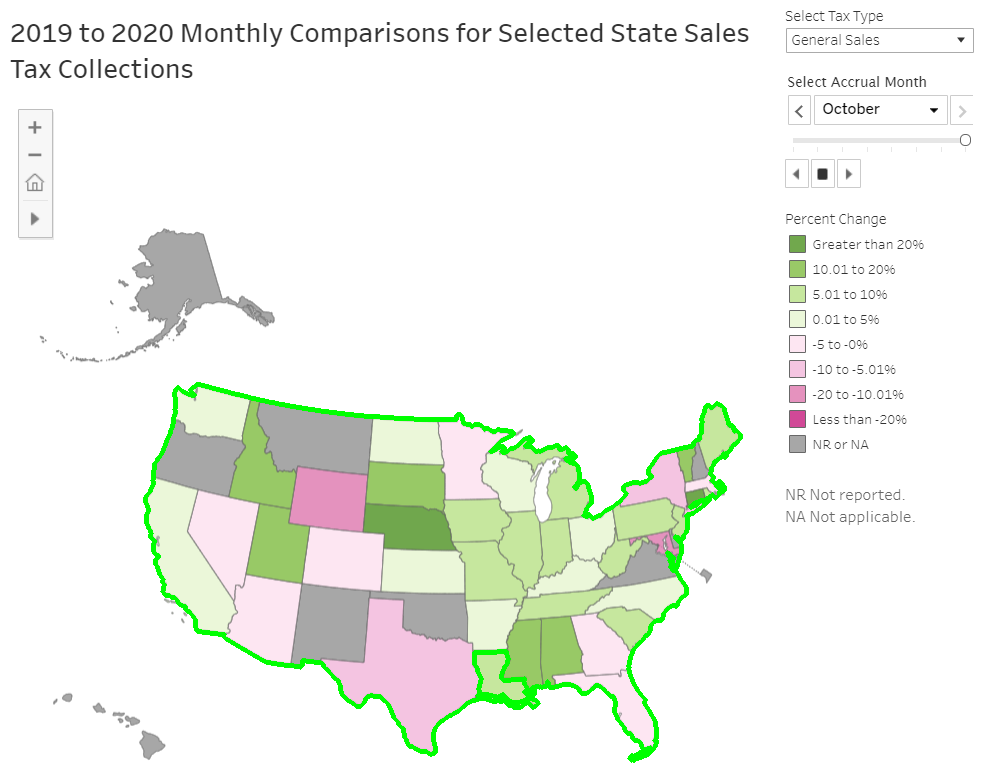 2019 to 2020 Monthly Comparisons for Selected State Sales
Tax Collections
Select Tax Type
General Sales
Select Accrual Month
October
Percent Change
Greater than 20%
10.01 to 20%
5.01 to 10%
0.01 to 5%
-5 to -0%
-10 to -5.01%
-20 to -10.01%
Less than -20%
NR or NA
NR Not reported.
NA Not applicable.